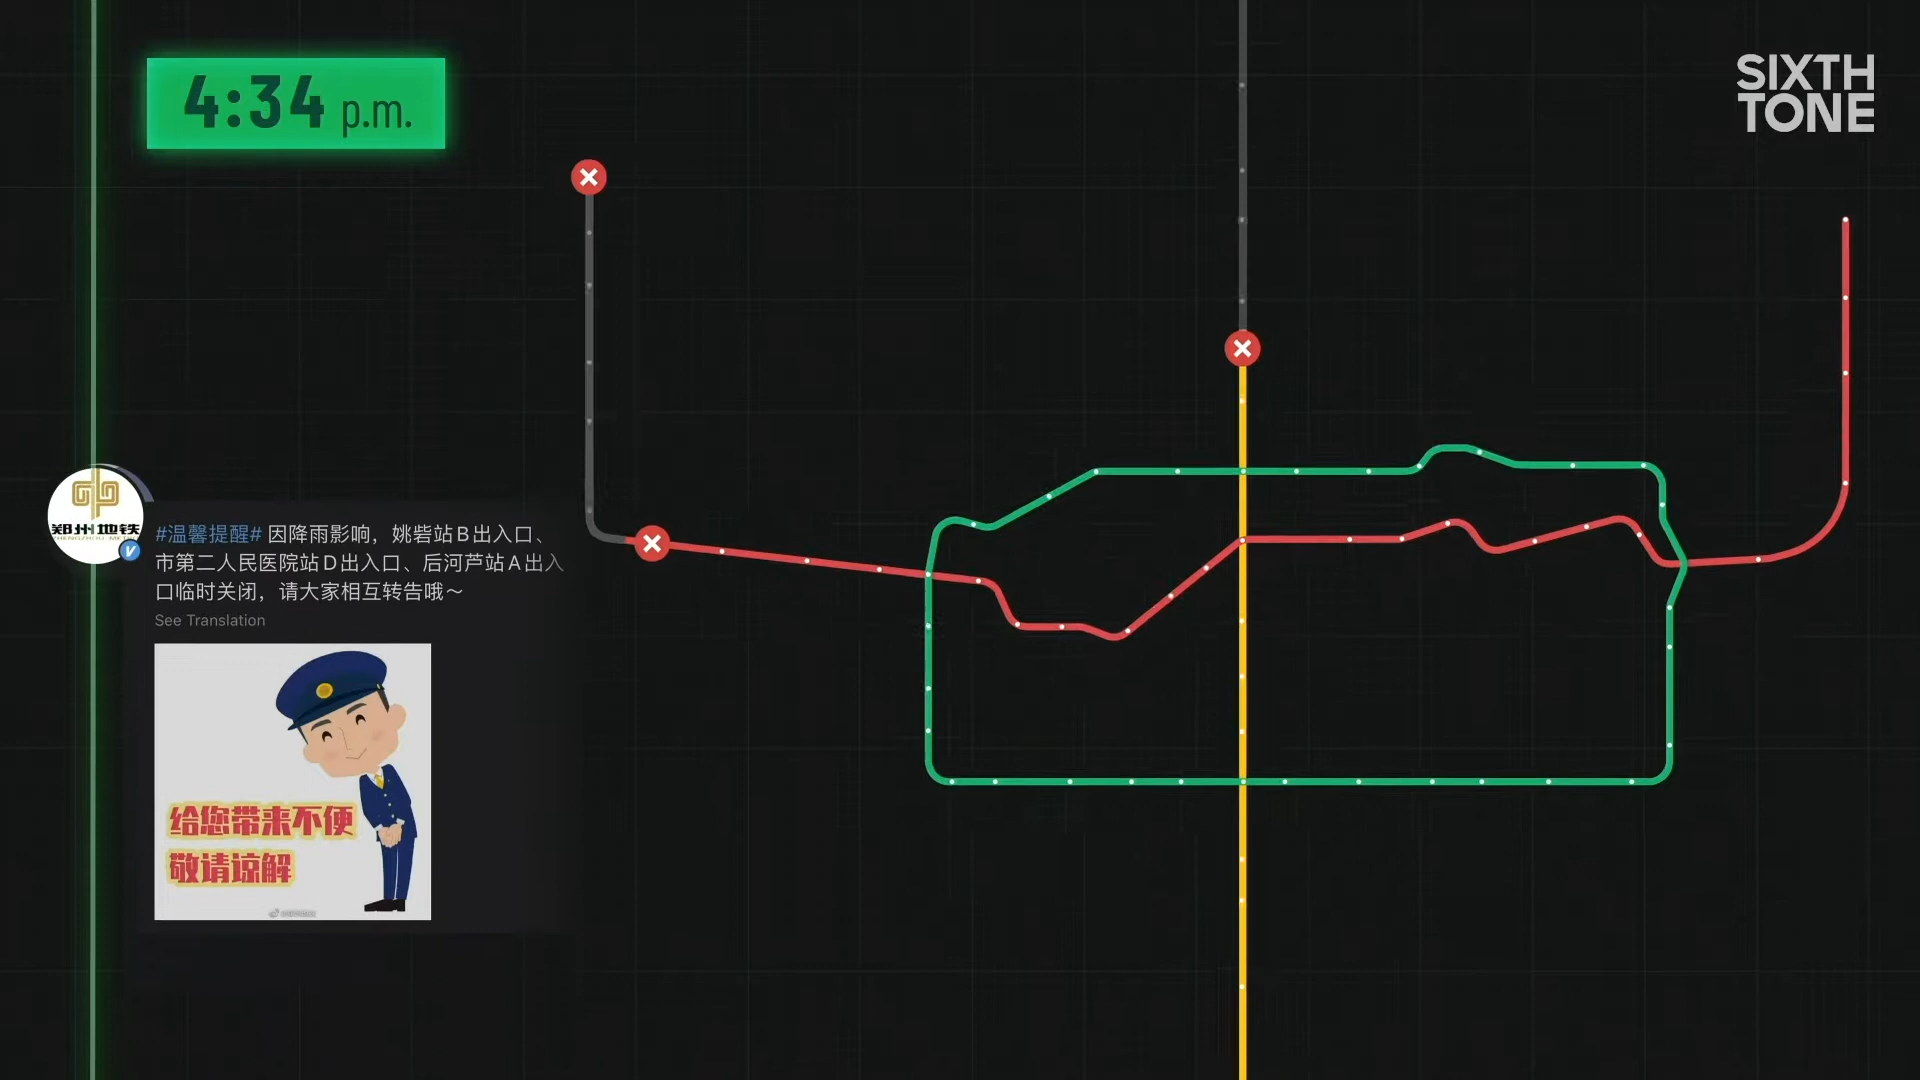 4:34 p.m.
SIXTH
TONE
郑州地铁
ZHENGZHOU METRO
#温馨提醒# 因降雨影响，姚砦站B出入口、
市第二人民医院站D出入口、后河芦站A出入
口临时关闭，请大家相互转告哦～
See Translation
给您带来不便
敬请谅解